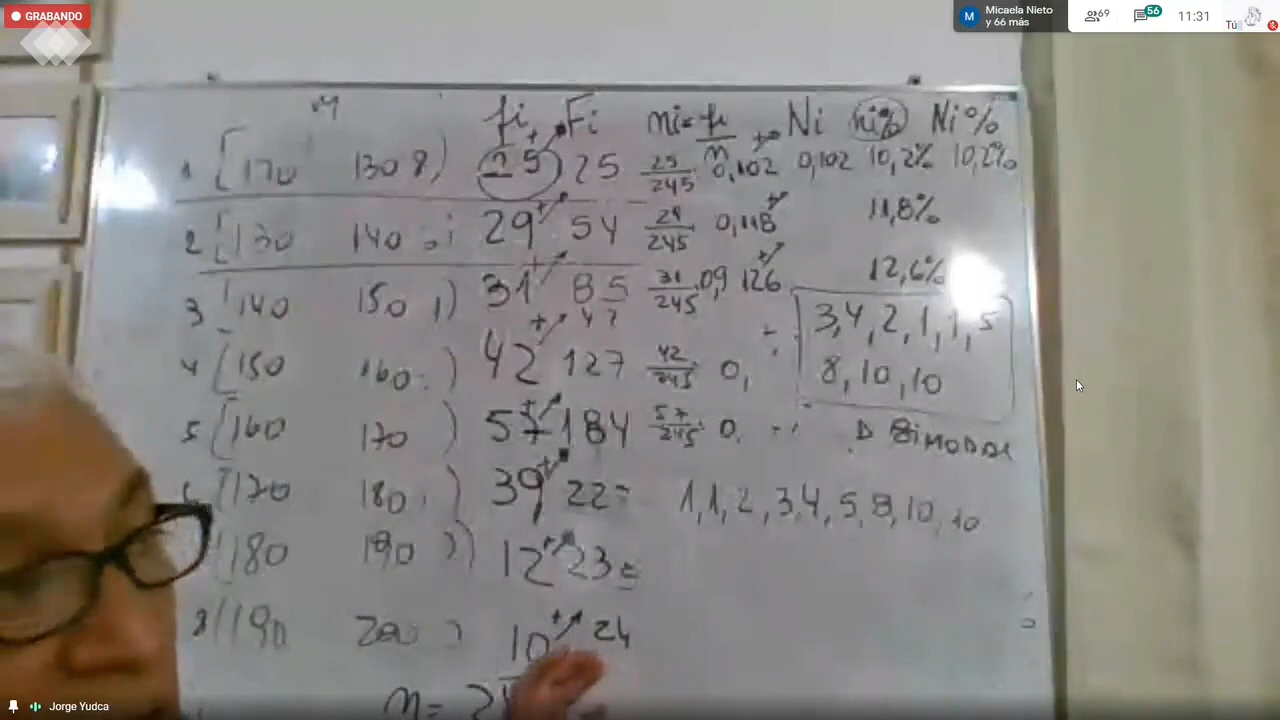 GRABANDO
Micaela Nieto
y 66 más
69
56
11:31
Tú
M fi Fi ni= fi/n Ni ni% Ni%
1 [120 130) 25 25 25/245 0,102 0,102 10,2% 10,2%
2 [130 140 29 54 29/245 0,118 11,8%
3 [140 150) 31 85 31/245 0,126 12,6%
3,4,2,1,1,5
4 [150 160) 42 127 42/245 0,
8,10,10
5 [160 170) 57 184 57/245 0,
Bimodal
[170 180) 39 22
1,1,2,3,4,5,8,10,10
[180 190) 12 23
8 [190 200) 10 24
n= 24
Jorge Yudca